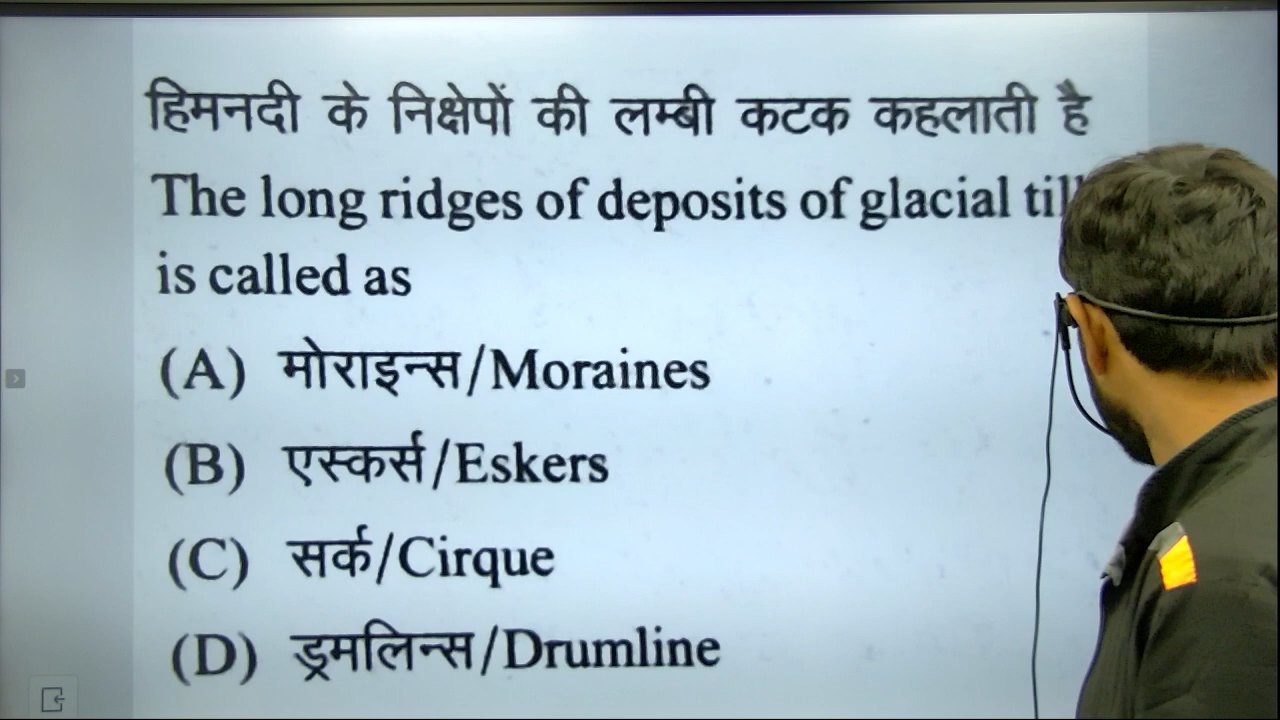 हिमनदी के निक्षेपों की लम्बी कटक कहलाती है
The long ridges of deposits of glacial till
is called as
(A) मोराइन्स/Moraines
(B) एस्कर्स/Eskers
(C) सर्क/Cirque
(D) ड्रमलिन्स/Drumline